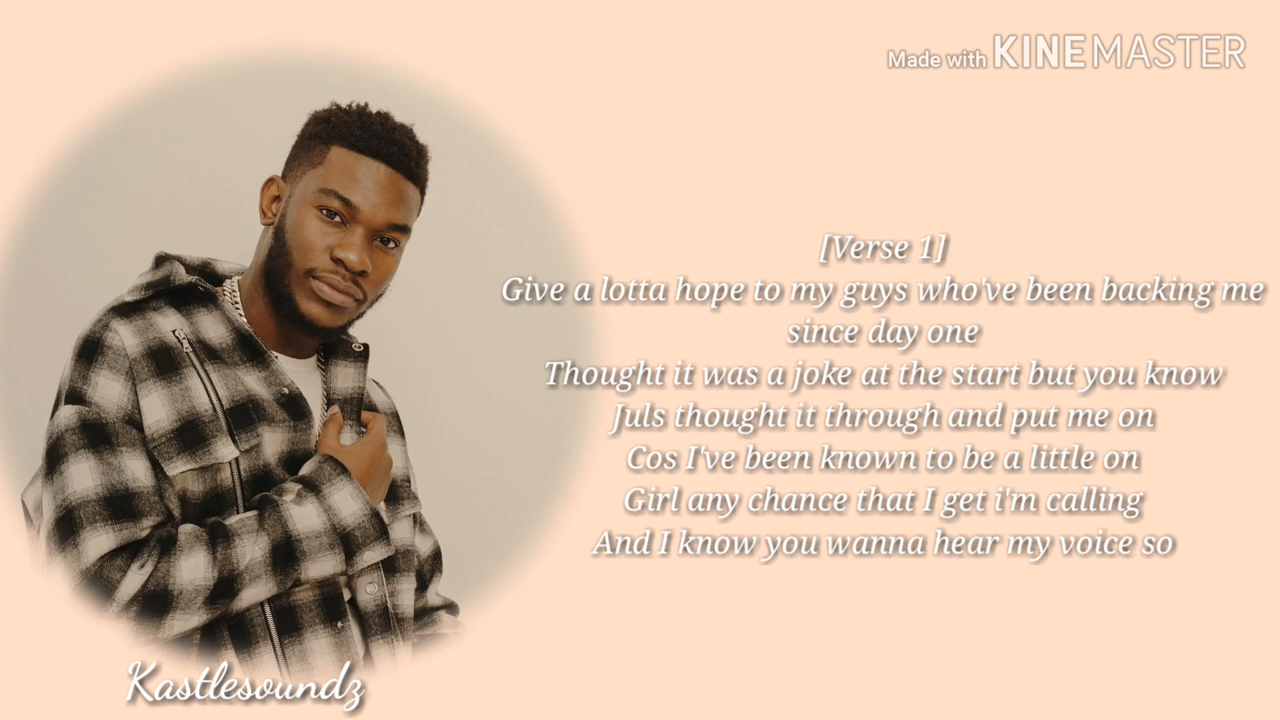 Made with KINEMASTER
[Verse 1]
Give a lotta hope to my guys who've been backing me
since day one
Thought it was a joke at the start but you know
Juls thought it through and put me on
Cos I've been known to be a little on
Girl any chance that I get i'm calling
And I know you wanna hear my voice so
Kastlesoundz